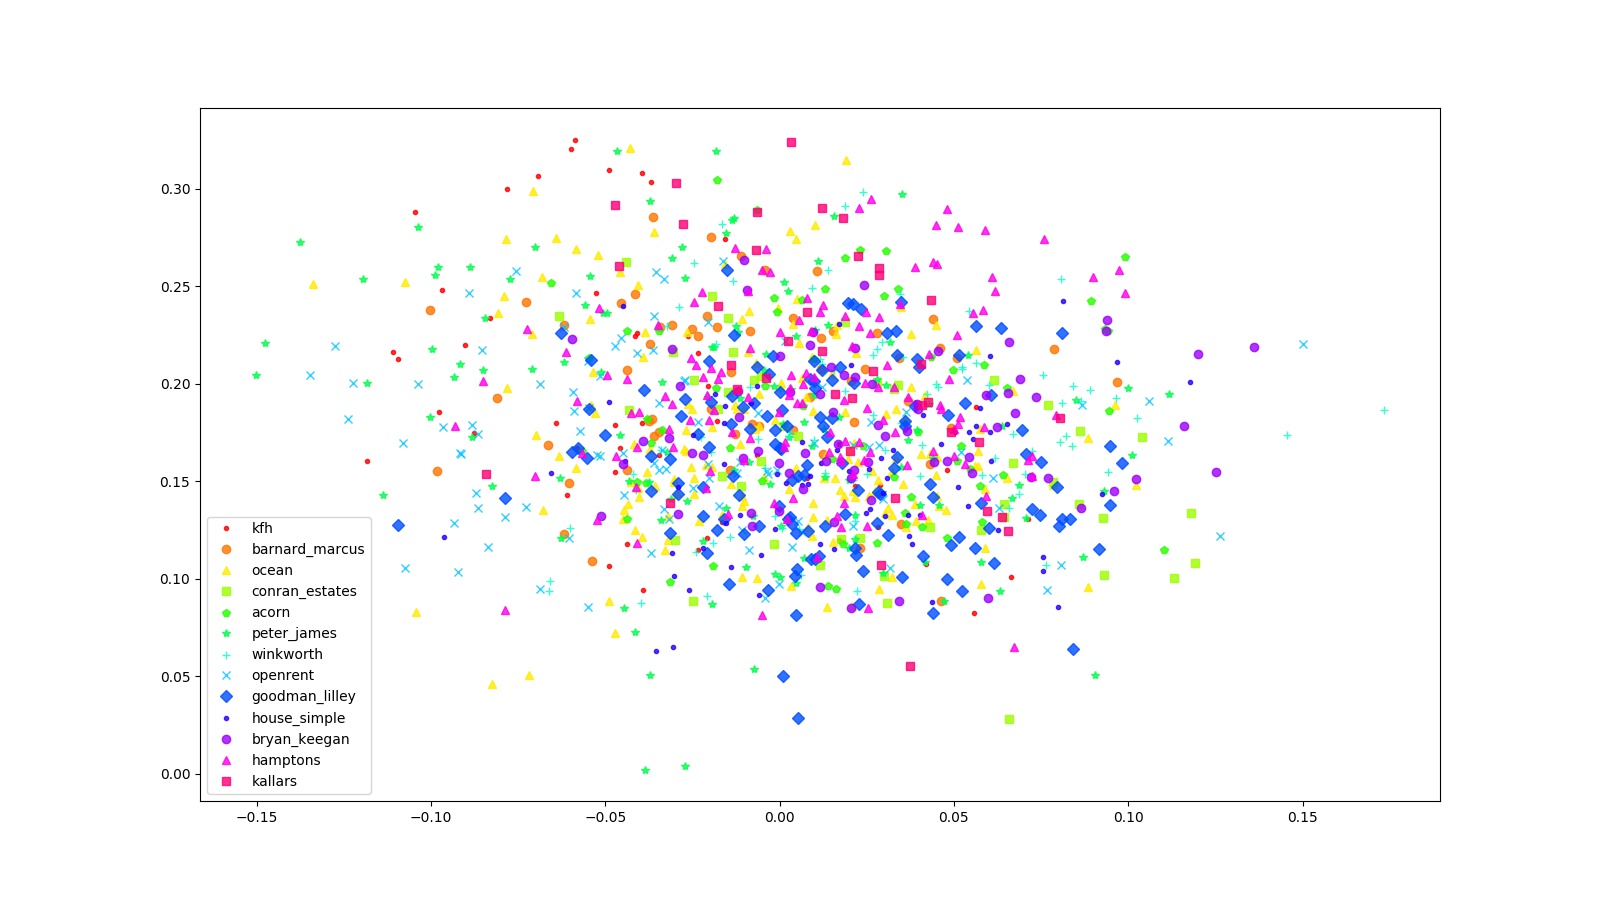 0.30
0.25
0.20
0.15
0.10
0.05
0.00
kfh
barnard_marcus
ocean
conran_estates
acorn
peter_james
winkworth
openrent
goodman_lilley
house_simple
bryan_keegan
hamptons
kallars
−0.15 −0.10 −0.05 0.00 0.05 0.10 0.15